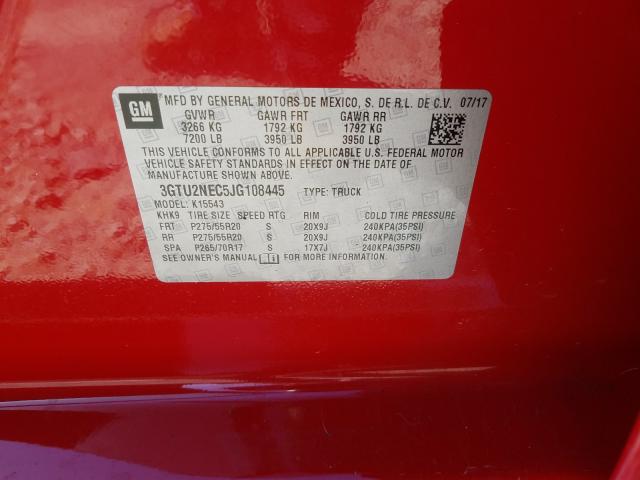 GM MFD BY GENERAL MOTORS DE MEXICO, S. DE R.L. DE C.V. 07/17
GVWR GAWR FRT GAWR RR
3266 KG 1792 KG 1792 KG
7200 LB 3950 LB 3950 LB
THIS VEHICLE CONFORMS TO ALL APPLICABLE U.S. FEDERAL MOTOR
VEHICLE SAFETY STANDARDS IN EFFECT ON THE DATE OF
MANUFACTURE SHOWN ABOVE.
3GTU2NEC5JG108445 TYPE: TRUCK
MODEL: K15543
KHK9 TIRE SIZE SPEED RTG RIM COLD TIRE PRESSURE
FRT P275/55R20 S 20X9J 240KPA(35PSI)
RR P275/55R20 S 20X9J 240KPA(35PSI)
SPA P265/70R17 S 17X7J 240KPA(35PSI)
SEE OWNER'S MANUAL FOR MORE INFORMATION